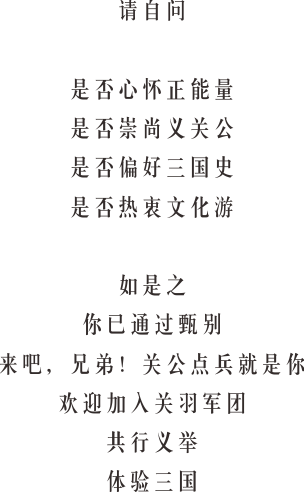 请自问
是否心怀正能量
是否崇尚义关公
是否偏好三国史
是否热衷文化游
如是之
你已通过甄别
来吧，兄弟！关公点兵就是你
欢迎加入关羽军团
共行义举
体验三国